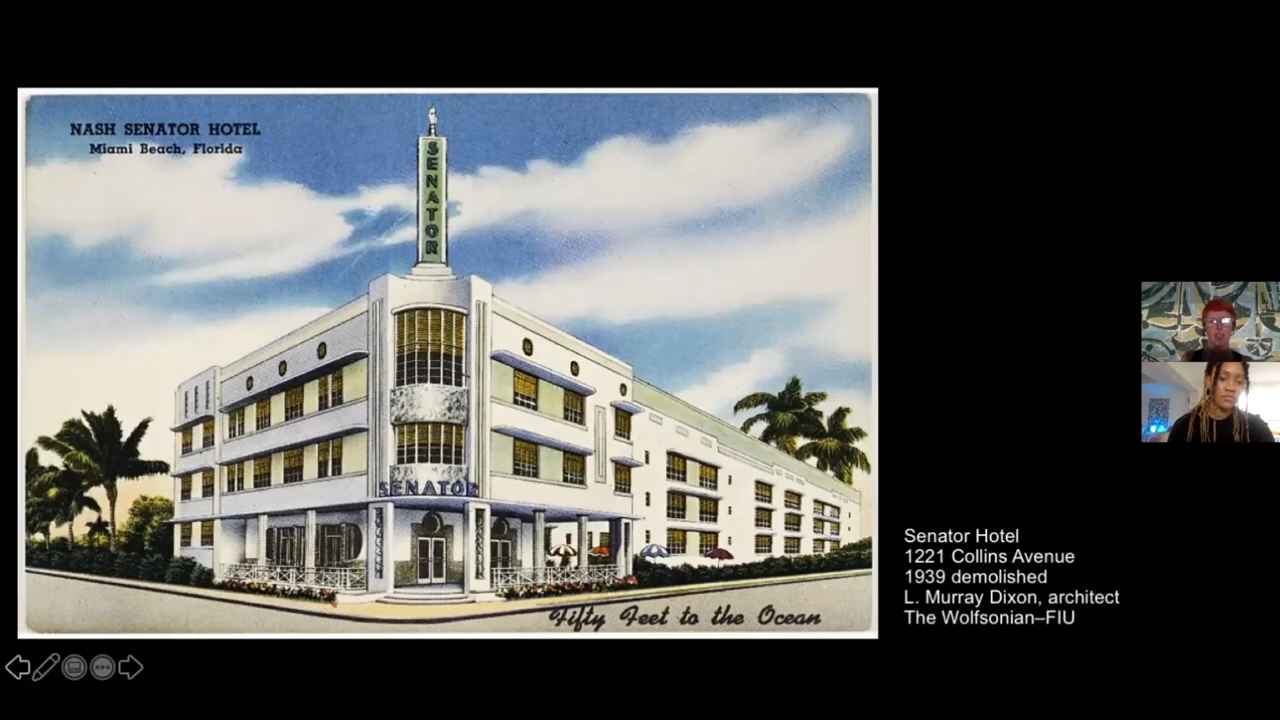 NASH SENATOR HOTEL
Miami Beach, Florida
SENATOR
SENATOR
Fifty Feet to the Ocean
Senator Hotel
1221 Collins Avenue
1939 demolished
L. Murray Dixon, architect
The Wolfsonian–FIU